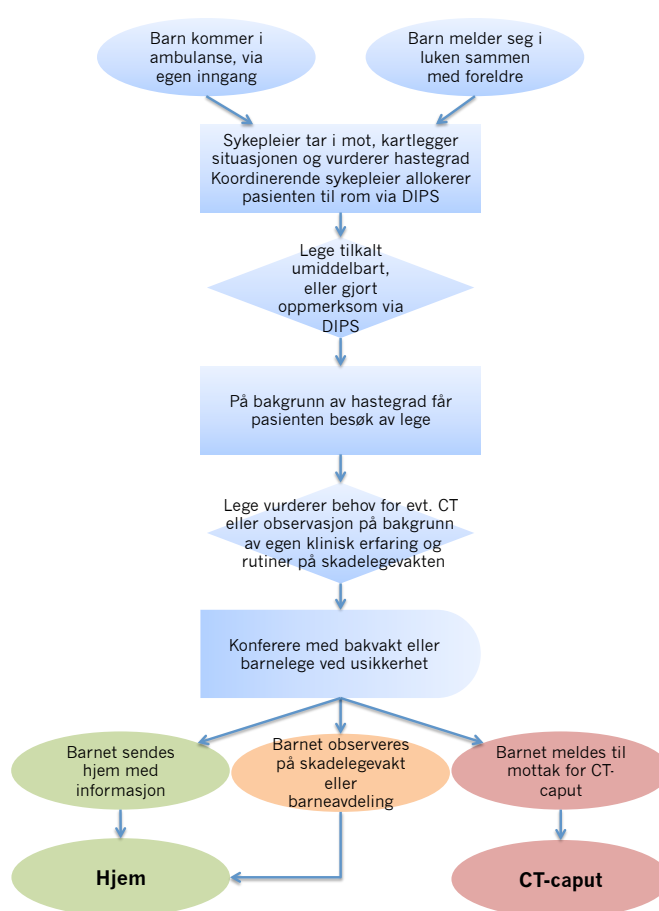 Barn kommer i
ambulanse, via
egen inngang
Barn melder seg i
luken sammen
med foreldre
Sykepleier tar i mot, kartlegger
situasjonen og vurderer hastegrad
Koordinerende sykepleier allokerer
pasienten til rom via DIPS
Lege tilkalt
umiddelbart,
eller gjort
oppmerksom via
DIPS
På bakgrunn av hastegrad får
pasienten besøk av lege
Lege vurderer behov for evt. CT
eller observasjon på bakgrunn
av egen klinisk erfaring og
rutiner på skadelegevakten
Konferere med bakvakt eller
barnelege ved usikkerhet
Barnet sendes
hjem med
informasjon
Barnet observeres
på skadelegevakt
eller
barneavdeling
Barnet meldes til
mottak for CT-
caput
Hjem
CT-caput